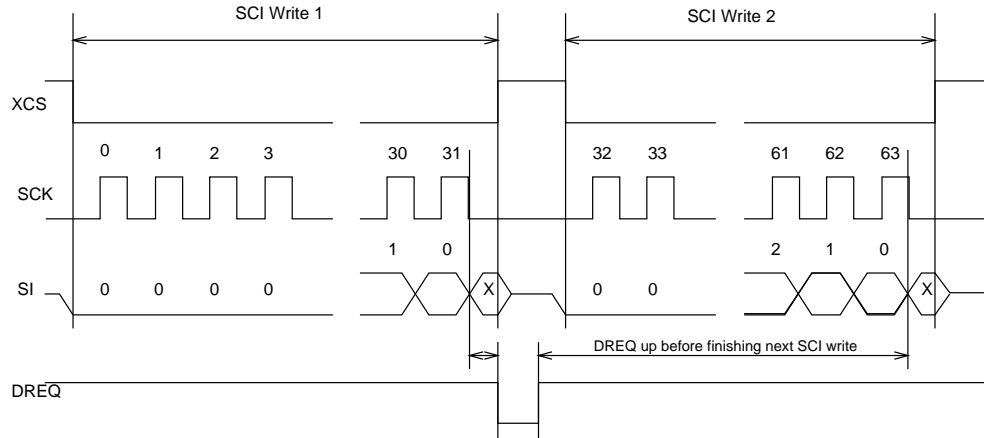 SCI Write 1 SCI Write 2
XCS
0 1 2 3 30 31 32 33 61 62 63
SCK
1 0 2 1 0
SI 0 0 0 0 X 0 0 X
DREQ up before finishing next SCI write
DREQ